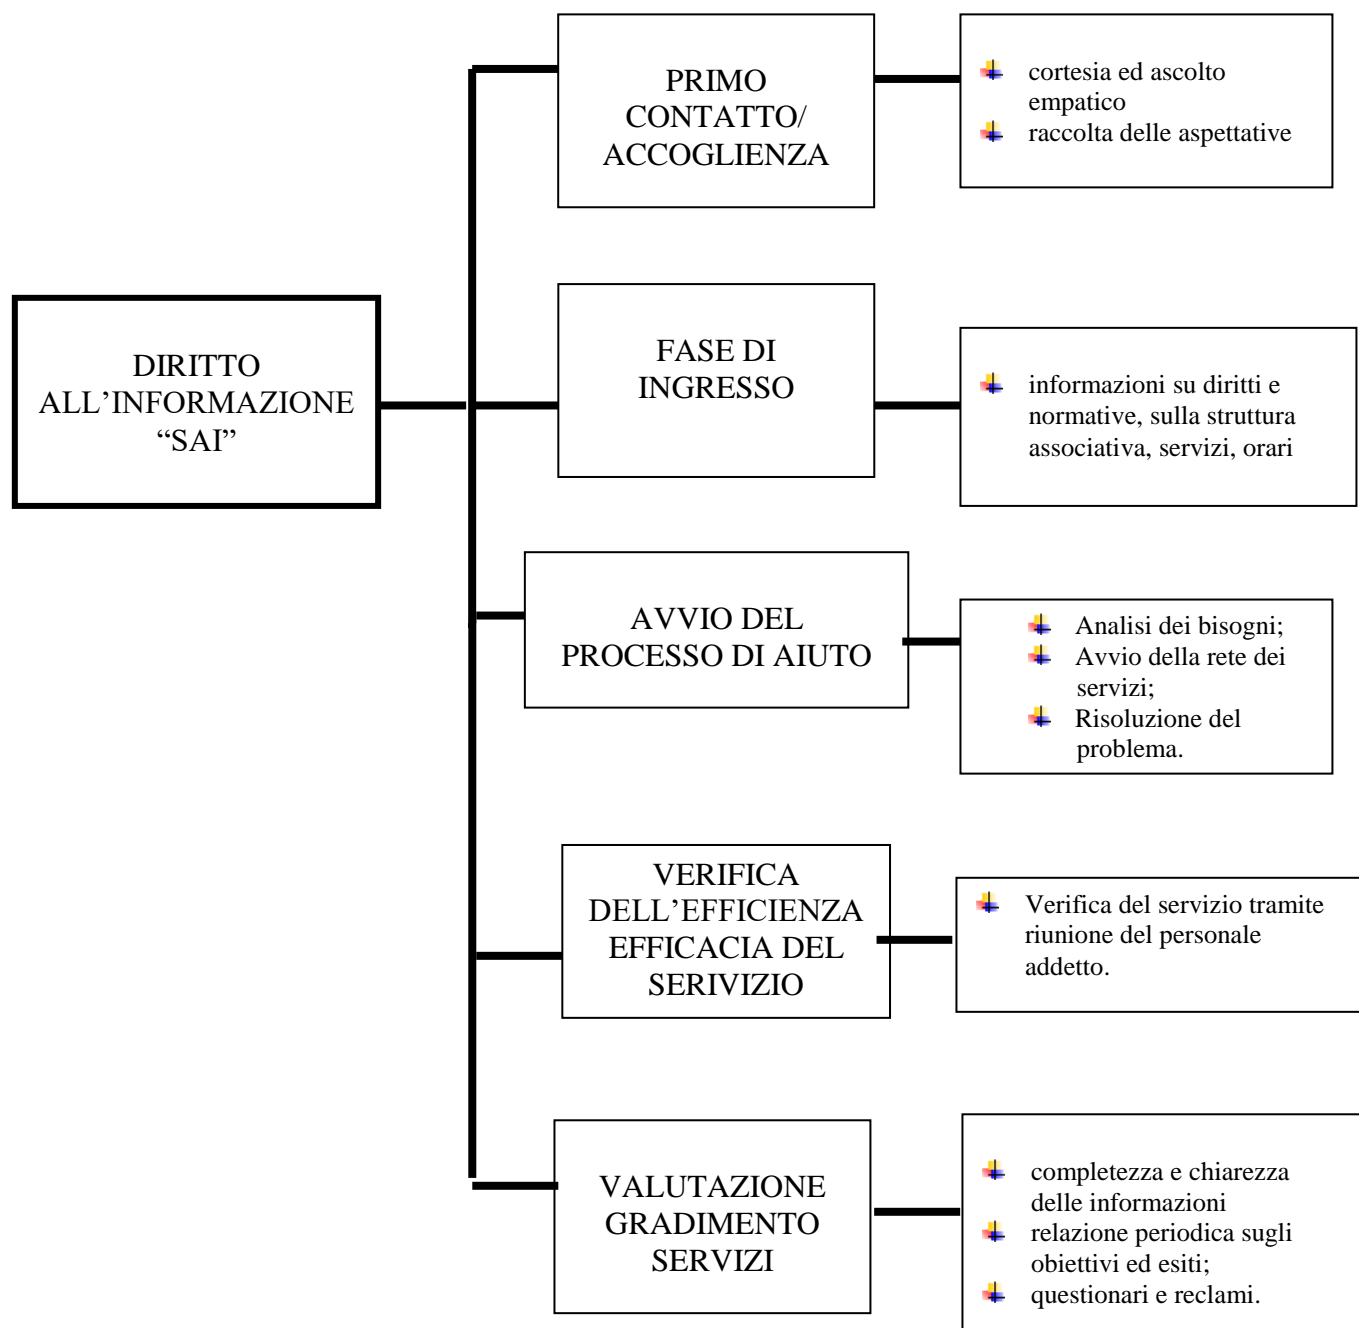 PRIMO
CONTATTO/
ACCOGLIENZA
cortesia ed ascolto
empatico
raccolta delle aspettative
DIRITTO
ALL’INFORMAZIONE
“SAI”
FASE DI
INGRESSO
informazioni su diritti e
normative, sulla struttura
associativa, servizi, orari
AVVIO DEL
PROCESSO DI AIUTO
Analisi dei bisogni;
Avvio della rete dei
servizi;
Risoluzione del
problema.
VERIFICA
DELL’EFFICIENZA
EFFICACIA DEL
SERIVIZIO
Verifica del servizio tramite
riunione del personale
addetto.
VALUTAZIONE
GRADIMENTO
SERVIZI
completezza e chiarezza
delle informazioni
relazione periodica sugli
obiettivi ed esiti;
questionari e reclami.